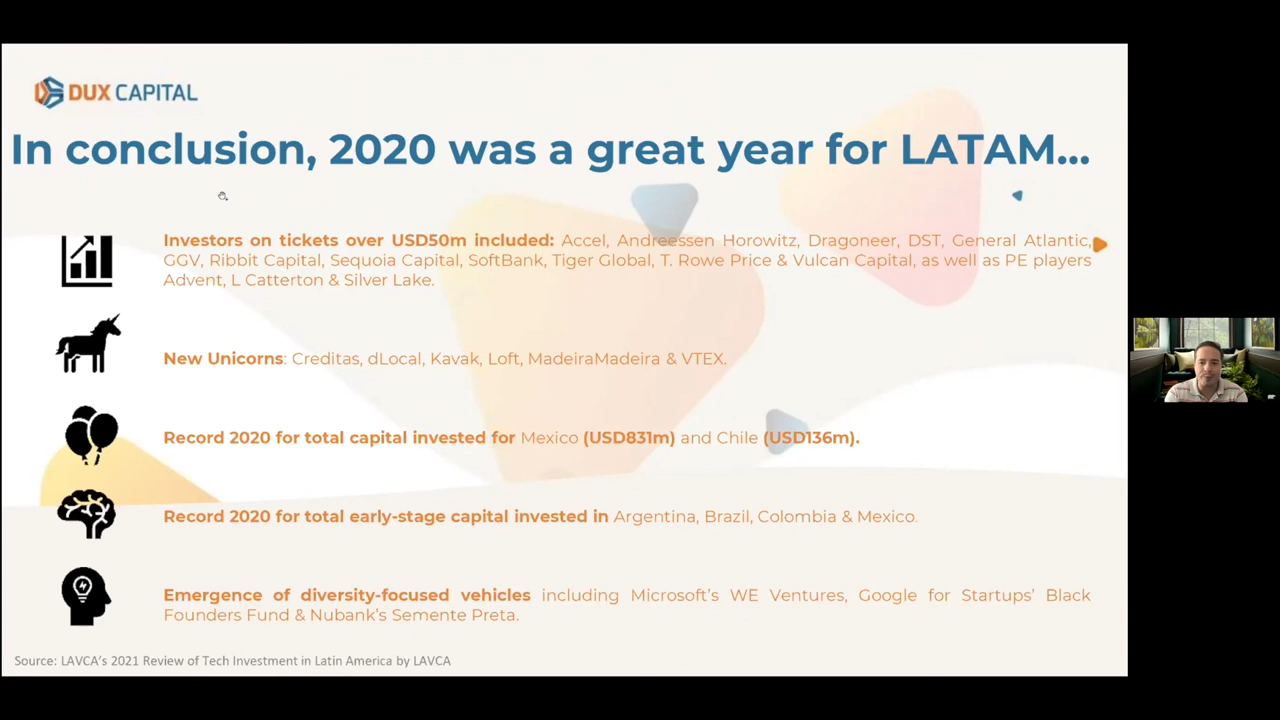 DUX CAPITAL
In conclusion, 2020 was a great year for LATAM...
Investors on tickets over USD50m included: Accel, Andreessen Horowitz, Dragoneer, DST, General Atlantic,
GGV, Ribbit Capital, Sequoia Capital, SoftBank, Tiger Global, T. Rowe Price & Vulcan Capital, as well as PE players
Advent, L Catterton & Silver Lake.
New Unicorns: Creditas, dLocal, Kavak, Loft, MadeiraMadeira & VTEX.
Record 2020 for total capital invested for Mexico (USD831m) and Chile (USD136m).
Record 2020 for total early-stage capital invested in Argentina, Brazil, Colombia & Mexico.
Emergence of diversity-focused vehicles including Microsoft's WE Ventures, Google for Startups' Black
Founders Fund & Nubank's Semente Preta.
Source: LAVCA's 2021 Review of Tech Investment in Latin America by LAVCA